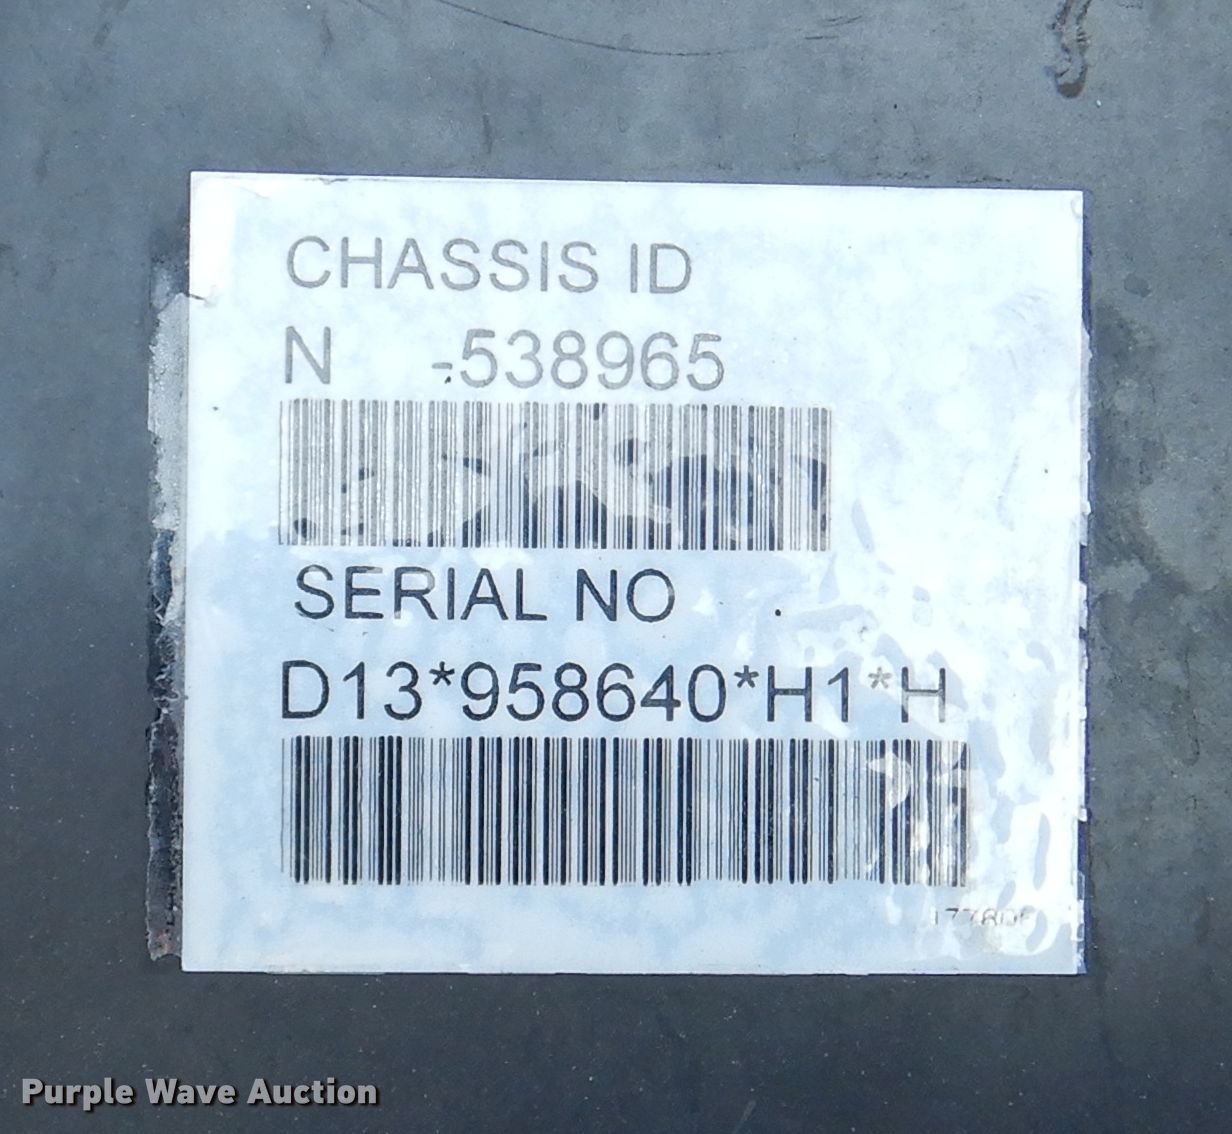 CHASSIS ID
N -538965
SERIAL NO
D13*958640*H1*H
Purple Wave Auction